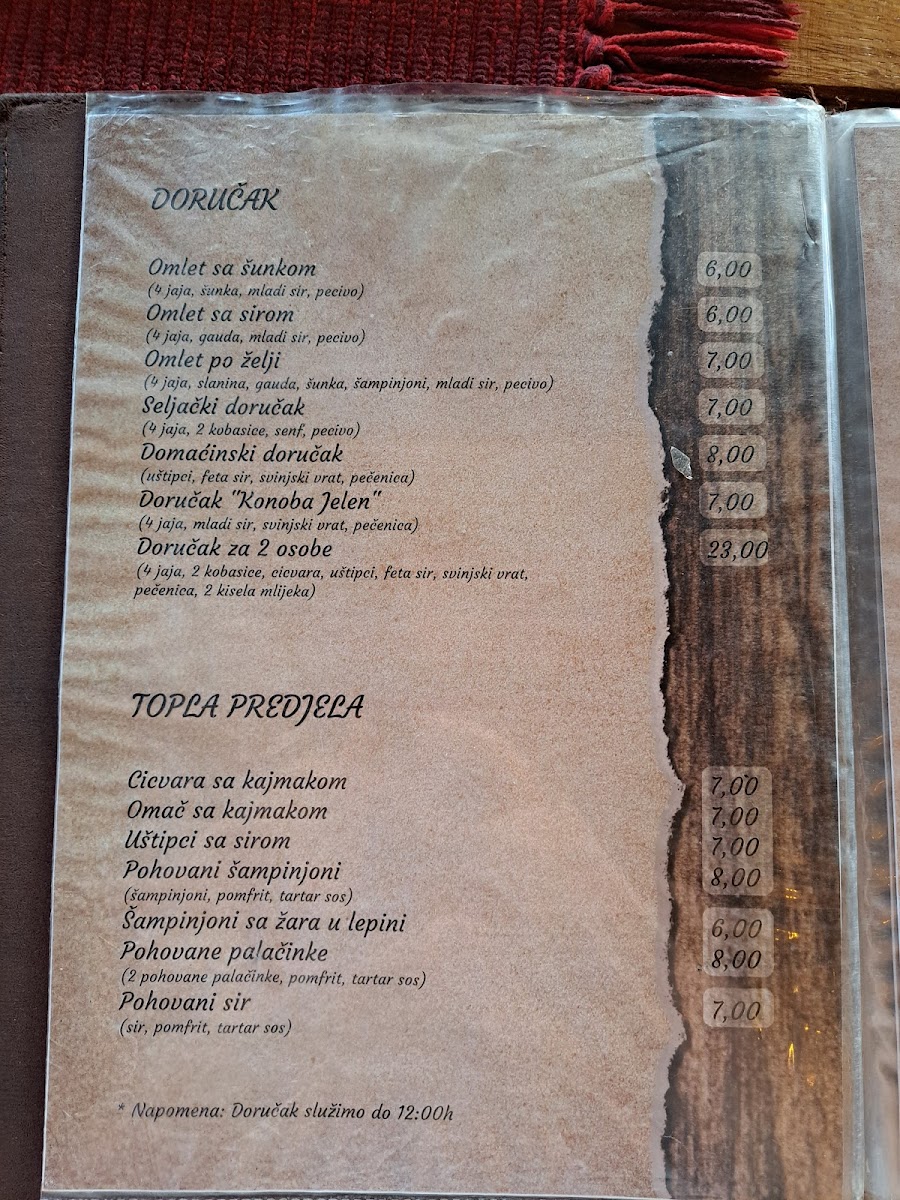 DORUČAK
Omlet sa šunkom 6,00
(4 jaja, šunka, mladi sir, pecivo)
Omlet sa sirom 6,00
(4 jaja, gauda, mladi sir, pecivo)
Omlet po želji 7,00
(4 jaja, slanina, gauda, šunka, šampinjoni, mladi sir, pecivo)
Seljački doručak 7,00
(4 jaja, 2 kobasice, senf, pecivo)
Domaćinski doručak 8,00
(uštipci, feta sir, svinjski vrat, pečenica)
Doručak "Konoba Jelen" 7,00
(4 jaja, mladi sir, svinjski vrat, pečenica)
Doručak za 2 osobe 23,00
(4 jaja, 2 kobasice, cicvara, uštipci, feta sir, svinjski vrat,
pečenica, 2 kisela mlijeka)
TOPLA PREDJELA
Cicvara sa kajmakom 7,00
Omač sa kajmakom 7,00
Uštipci sa sirom 7,00
Pohovani šampinjoni 8,00
(šampinjoni, pomfrit, tartar sos)
Šampinjoni sa žara u lepini 6,00
Pohovane palačinke 8,00
(2 pohovane palačinke, pomfrit, tartar sos)
Pohovani sir 7,00
(sir, pomfrit, tartar sos)
* Napomena: Doručak služimo do 12:00h